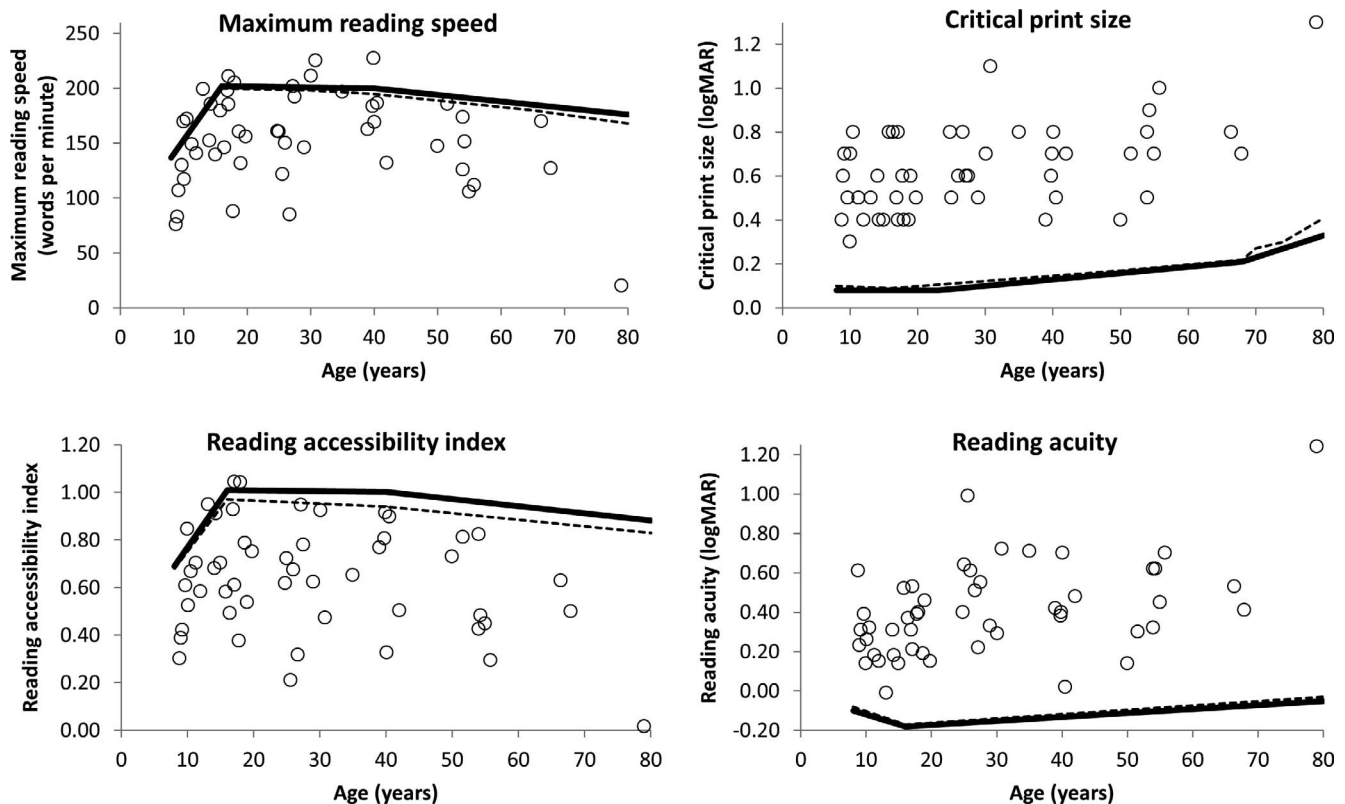 Maximum reading speed
Maximum reading speed
(words per minute)
250
200
150
100
50
0
0 10 20 30 40 50 60 70 80
Age (years)
Critical print size
Critical print size (logMAR)
1.2
1.0
0.8
0.6
0.4
0.2
0.0
0 10 20 30 40 50 60 70 80
Age (years)
Reading accessibility index
Reading accessibility index
1.20
1.00
0.80
0.60
0.40
0.20
0.00
0 10 20 30 40 50 60 70 80
Age (years)
Reading acuity
Reading acuity (logMAR)
1.20
1.00
0.80
0.60
0.40
0.20
0.00
-0.20
0 10 20 30 40 50 60 70 80
Age (years)